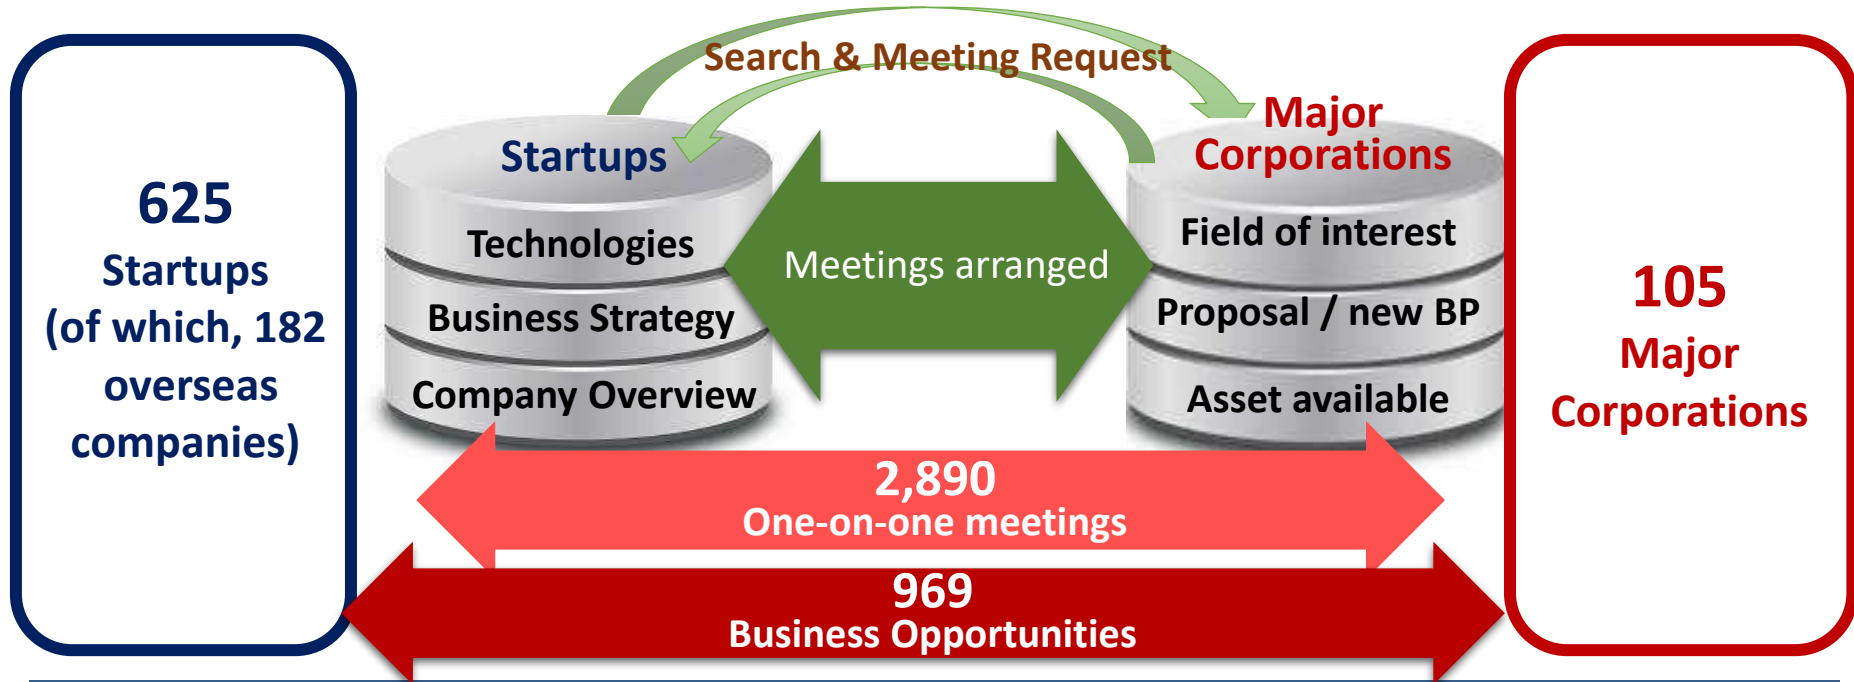 Search & Meeting Request
625
Startups
(of which, 182
overseas
companies)
Startups
Technologies
Business Strategy
Company Overview
Meetings arranged
Major
Corporations
Field of interest
Proposal / new BP
Asset available
105
Major
Corporations
2,890
One-on-one meetings
969
Business Opportunities